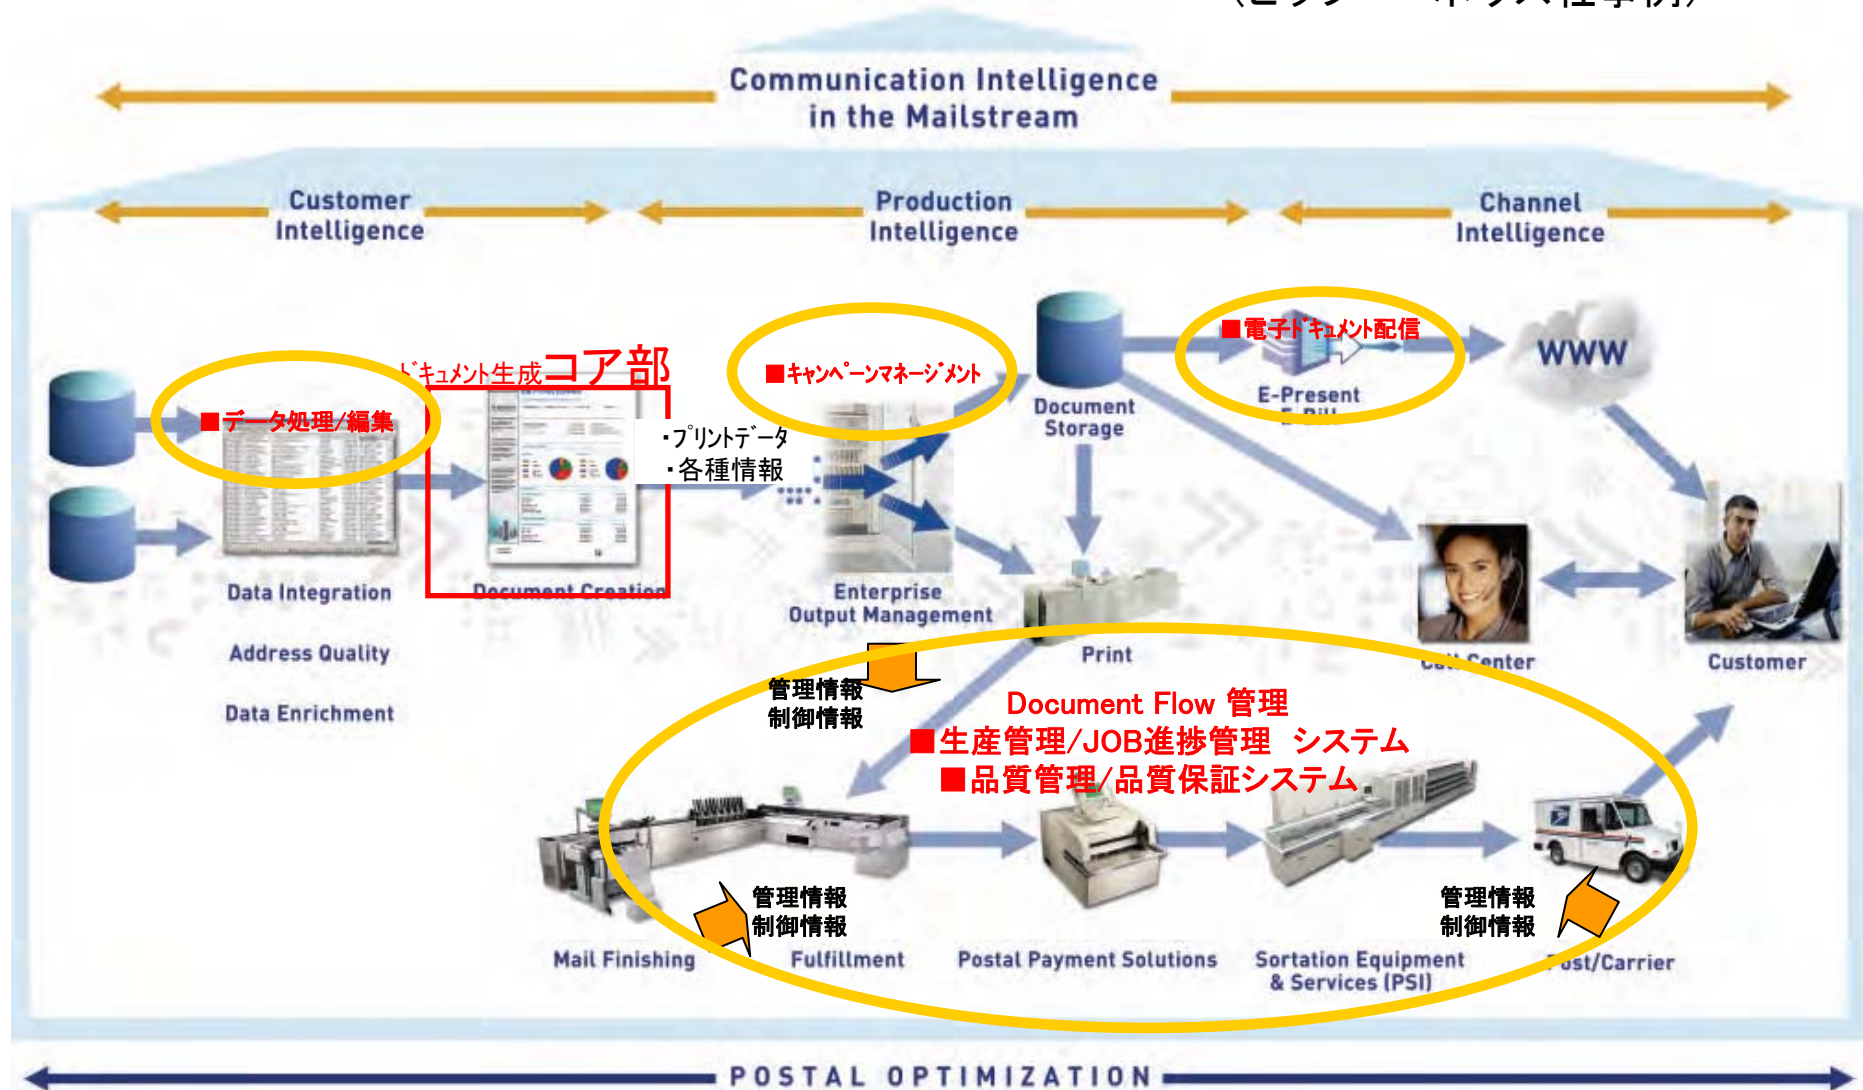 Communication Intelligence
in the Mailstream
Customer
Intelligence
Production
Intelligence
Channel
Intelligence
ドキュメント生成コア部
■データ処理/編集
■キャンペーンマネージメント
■電子ドキュメント配信
WWW
E-Present
E-Bill
Document
Storage
・プリントデータ
・各種情報
Data Integration
Document Creation
Enterprise
Output Management
Address Quality
Data Enrichment
Print
Call Center
Customer
管理情報
制御情報
Document Flow 管理
■生産管理/JOB進捗管理 システム
■品質管理/品質保証システム
管理情報
制御情報
管理情報
制御情報
Mail Finishing
Fulfillment
Postal Payment Solutions
Sortation Equipment
& Services (PSI)
Post/Carrier
POSTAL OPTIMIZATION